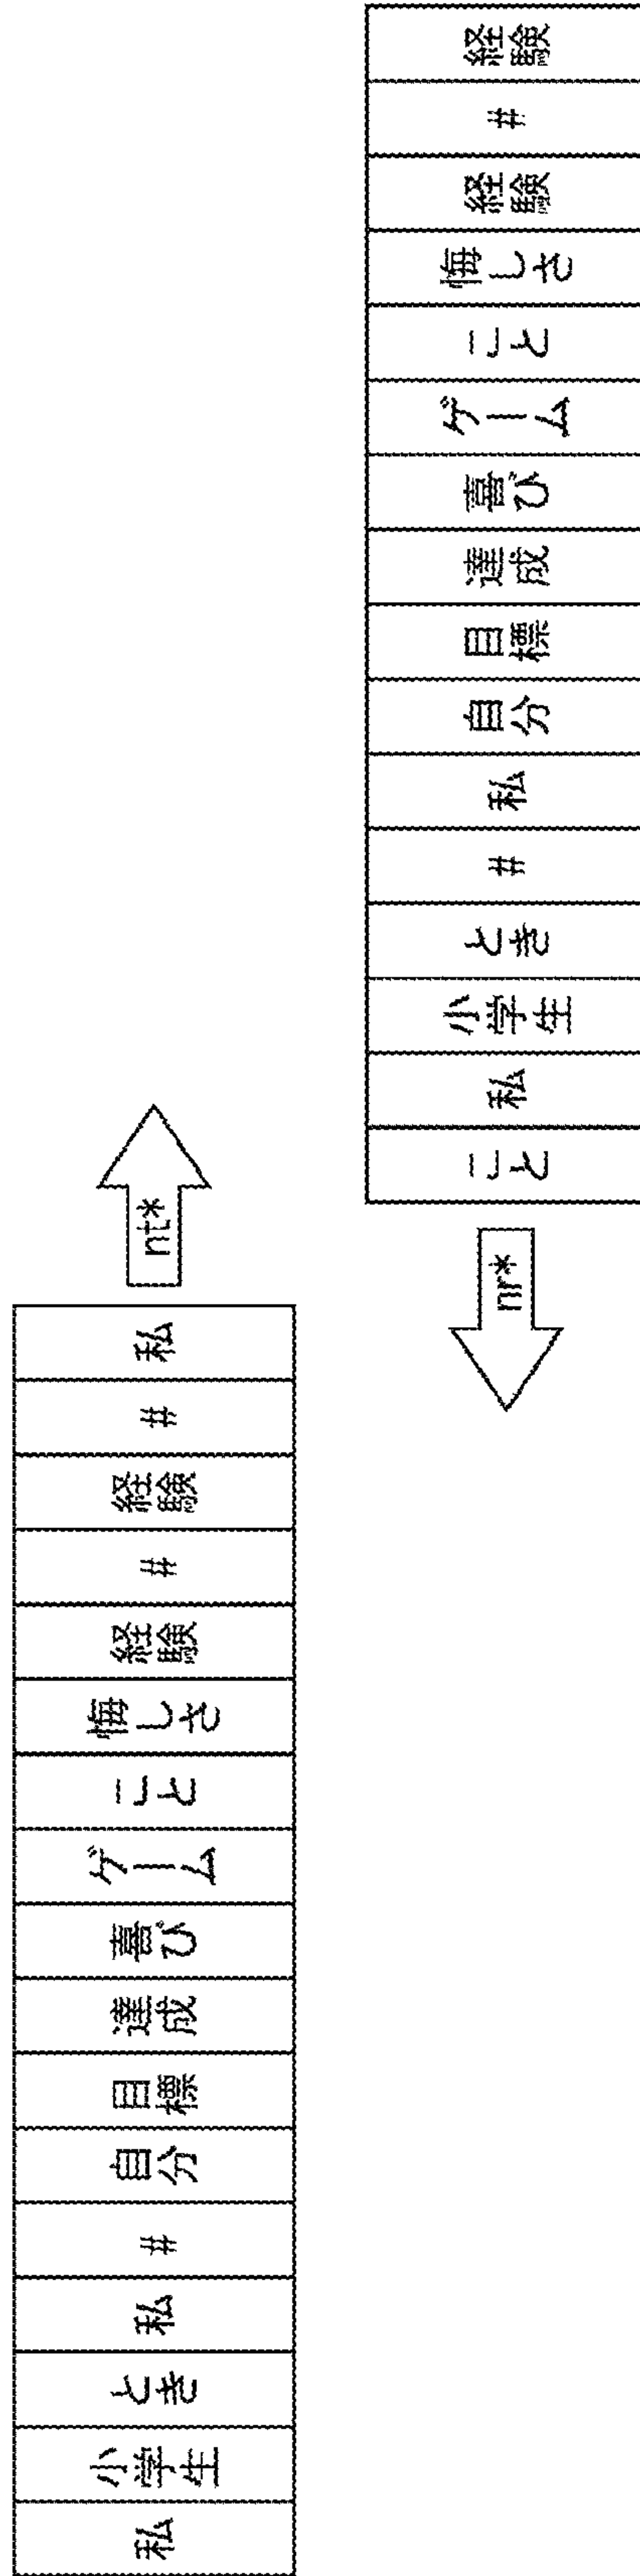 私 小学生 とき 私 # 自分 目標 達成 喜び ゲーム こと 悔しさ 経験 # 経験 # 私 nt*
nr* こと 私 小学生 とき # 私 自分 目標 達成 喜び ゲーム こと 悔しさ 経験 # 経験